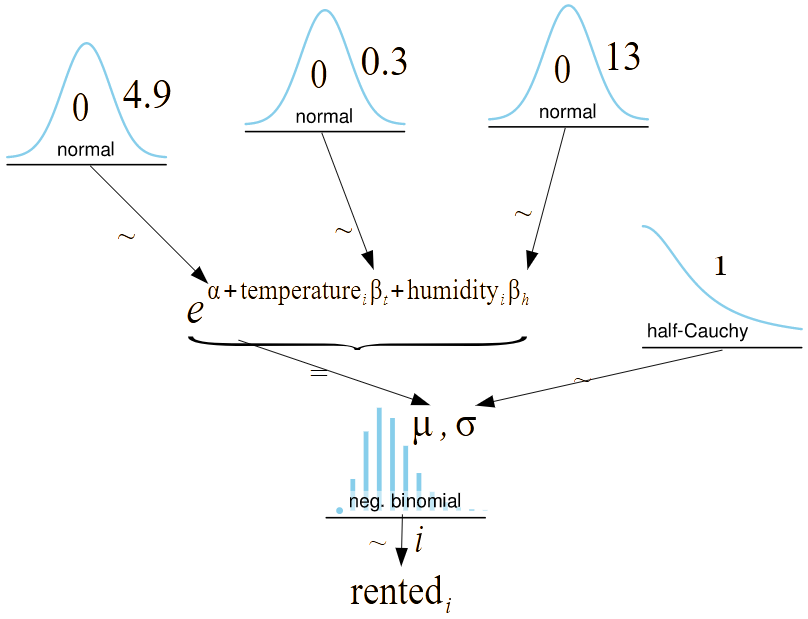 0 4.9
normal
0 0.3
normal
0 13
normal
~
~
~
e^{α + temperature_i β_t + humidity_i β_h}
1
half-Cauchy
=
~
μ , σ
neg. binomial
~ i
rented_i